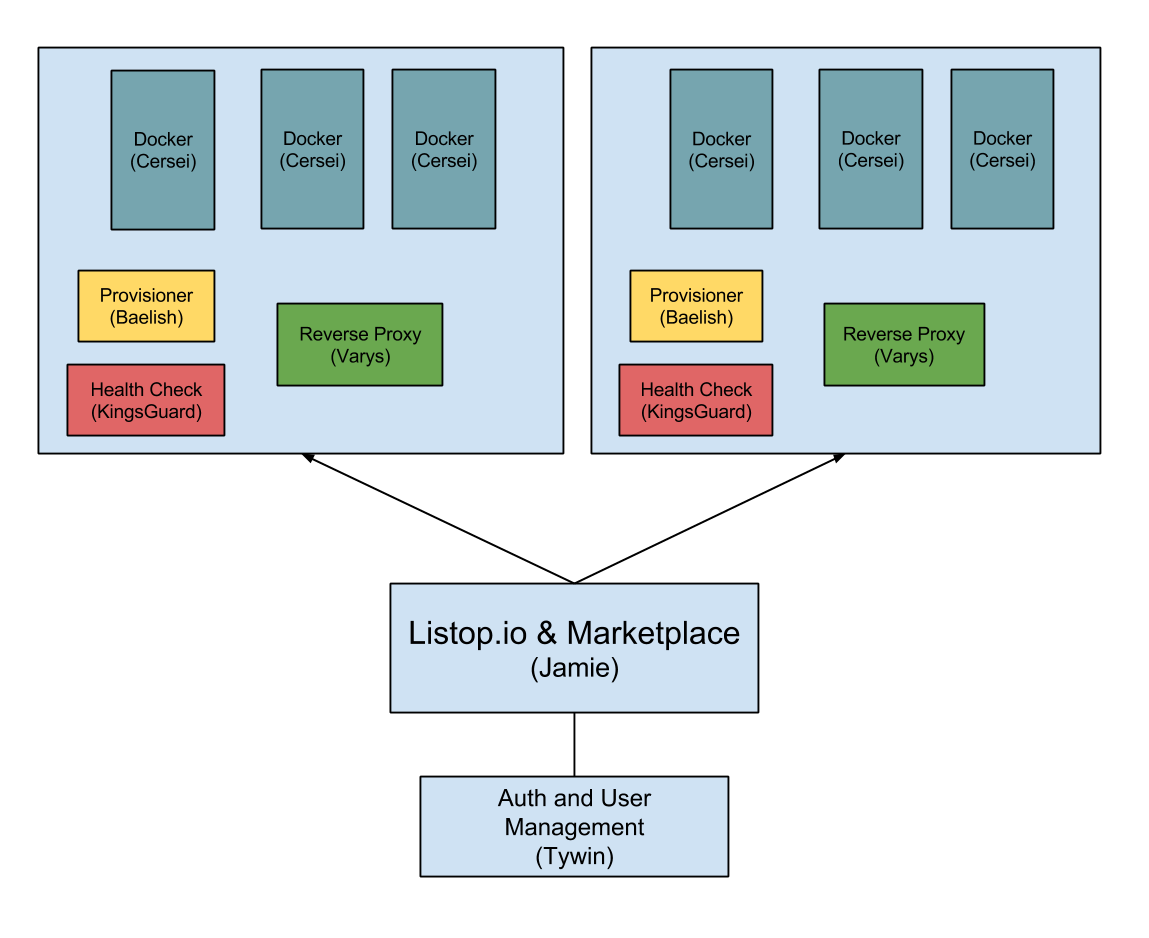 Docker
(Cersei)
Docker
(Cersei)
Docker
(Cersei)
Provisioner
(Baelish)
Reverse Proxy
(Varys)
Health Check
(KingsGuard)
Docker
(Cersei)
Docker
(Cersei)
Docker
(Cersei)
Provisioner
(Baelish)
Reverse Proxy
(Varys)
Health Check
(KingsGuard)
Listop.io & Marketplace
(Jamie)
Auth and User
Management
(Tywin)